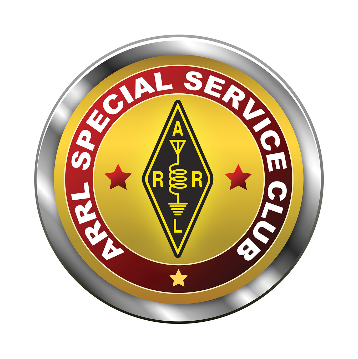 ARRL SPECIAL SERVICE CLUB
A
R R
L